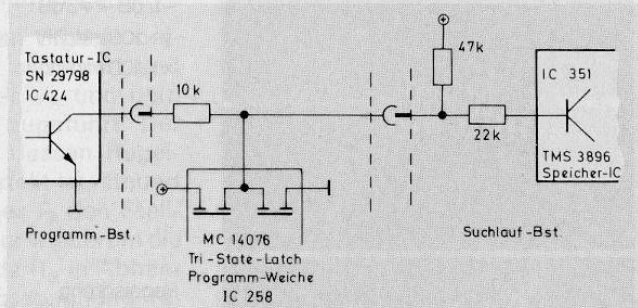 Tastatur-IC
SN 29798
IC 424
10k
47k
22k
IC 351
TMS 3896
Speicher-IC
Programm-Bst.
MC 14076
Tri-State-Latch
Programm-Weiche
IC 258
Suchlauf-Bst.